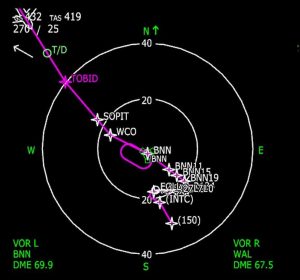 432 TAS 419
270 / 25
N
T/D
40
TOBID
20
SOPIT
WCO
BNN
BNN
W
E
BNN11
BNN15
BNN19
20
(INTC)
(150)
40
S
VOR L
BNN
DME 69.9
VOR R
WAL
DME 67.5